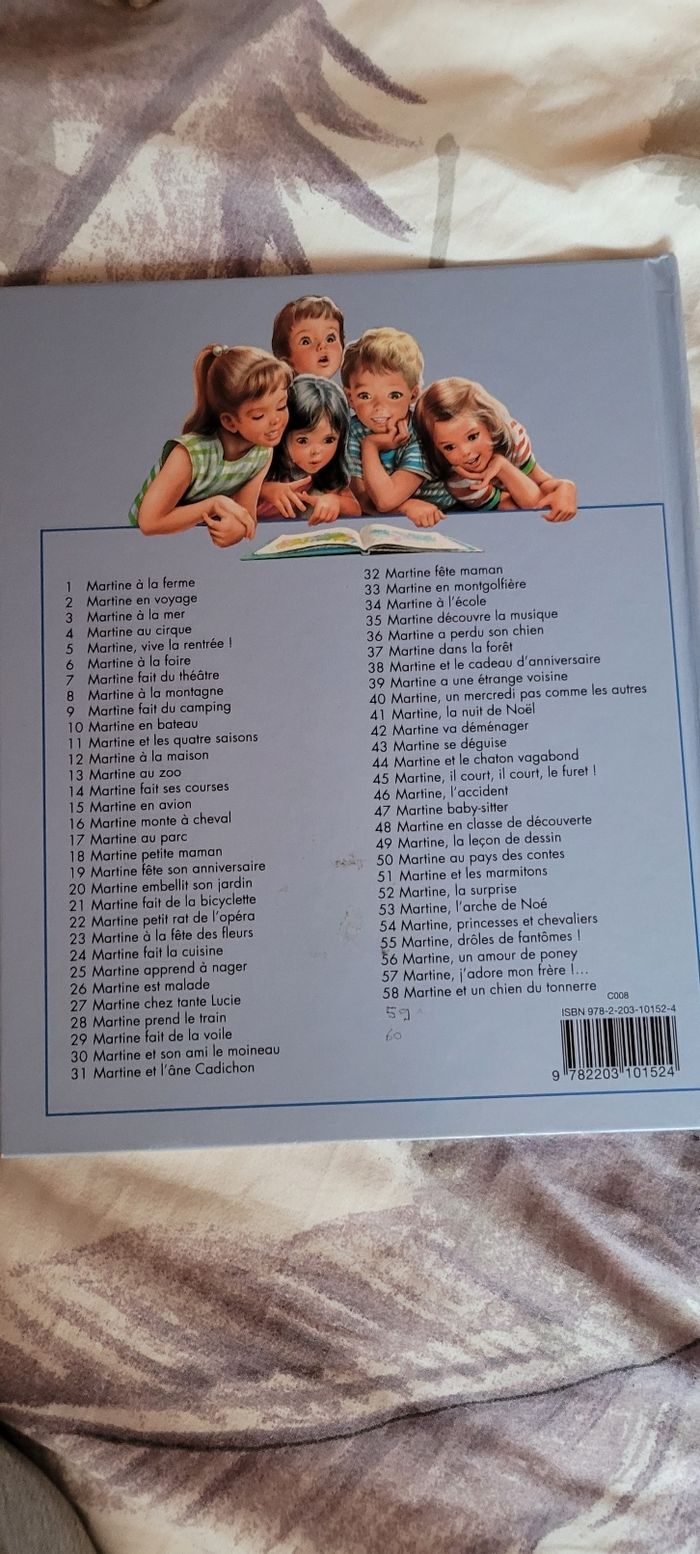 1 Martine à la ferme
2 Martine en voyage
3 Martine à la mer
4 Martine au cirque
5 Martine, vive la rentrée !
6 Martine à la foire
7 Martine fait du théâtre
8 Martine à la montagne
9 Martine fait du camping
10 Martine en bateau
11 Martine et les quatre saisons
12 Martine à la maison
13 Martine au zoo
14 Martine fait ses courses
15 Martine en avion
16 Martine monte à cheval
17 Martine au parc
18 Martine petite maman
19 Martine fête son anniversaire
20 Martine embellit son jardin
21 Martine fait de la bicyclette
22 Martine petit rat de l'opéra
23 Martine à la fête des fleurs
24 Martine fait la cuisine
25 Martine apprend à nager
26 Martine est malade
27 Martine chez tante Lucie
28 Martine prend le train
29 Martine fait de la voile
30 Martine et son ami le moineau
31 Martine et l'âne Cadichon
32 Martine fête maman
33 Martine en montgolfière
34 Martine à l'école
35 Martine découvre la musique
36 Martine a perdu son chien
37 Martine dans la forêt
38 Martine et le cadeau d'anniversaire
39 Martine a une étrange voisine
40 Martine, un mercredi pas comme les autres
41 Martine, la nuit de Noël
42 Martine va déménager
43 Martine se déguise
44 Martine et le chaton vagabond
45 Martine, il court, il court, le furet !
46 Martine, l'accident
47 Martine baby-sitter
48 Martine en classe de découverte
49 Martine, la leçon de dessin
50 Martine au pays des contes
51 Martine et les marmitons
52 Martine, la surprise
53 Martine, l'arche de Noé
54 Martine, princesses et chevaliers
55 Martine, drôles de fantômes !
56 Martine, un amour de poney
57 Martine, j'adore mon frère !...
58 Martine et un chien du tonnerre
59
60
C008
ISBN 978-2-203-10152-4
9 782203 101524